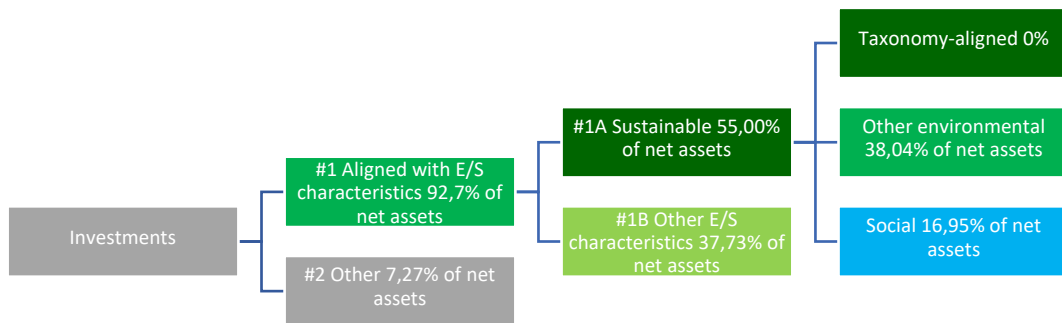 Investments
#1 Aligned with E/S
characteristics 92,7% of
net assets
#2 Other 7,27% of net
assets
#1A Sustainable 55,00%
of net assets
#1B Other E/S
characteristics 37,73% of
net assets
Taxonomy-aligned 0%
Other environmental
38,04% of net assets
Social 16,95% of net
assets